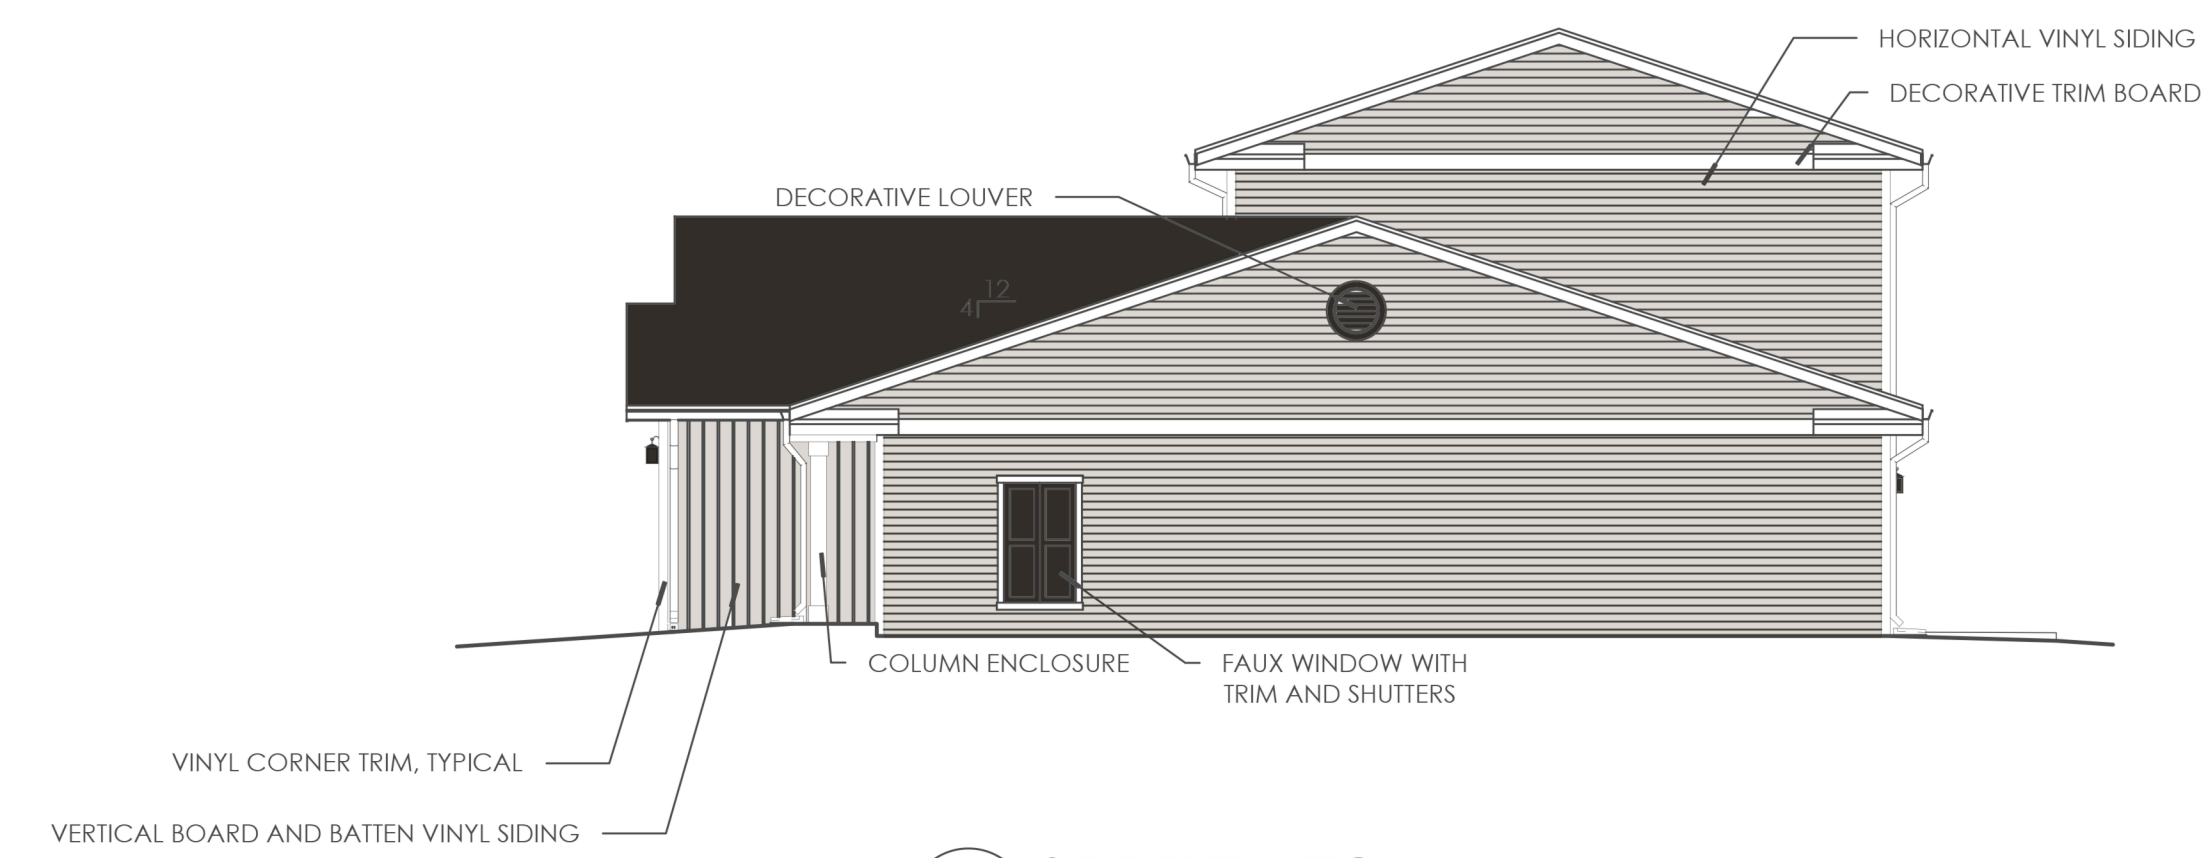 HORIZONTAL VINYL SIDING
DECORATIVE TRIM BOARD
DECORATIVE LOUVER
12
4
COLUMN ENCLOSURE
FAUX WINDOW WITH
TRIM AND SHUTTERS
VINYL CORNER TRIM, TYPICAL
VERTICAL BOARD AND BATTEN VINYL SIDING